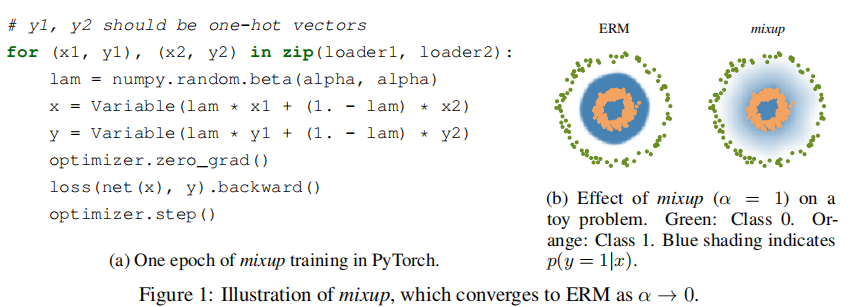 # y1, y2 should be one-hot vectors
for (x1, y1), (x2, y2) in zip(loader1, loader2):
    lam = numpy.random.beta(alpha, alpha)
    x = Variable(lam * x1 + (1. - lam) * x2)
    y = Variable(lam * y1 + (1. - lam) * y2)
    optimizer.zero_grad()
    loss(net(x), y).backward()
    optimizer.step()
(a) One epoch of mixup training in PyTorch.
ERM
mixup
(b) Effect of mixup (α = 1) on a
toy problem. Green: Class 0. Or-
ange: Class 1. Blue shading indicates
p(y = 1|x).
Figure 1: Illustration of mixup, which converges to ERM as α → 0.